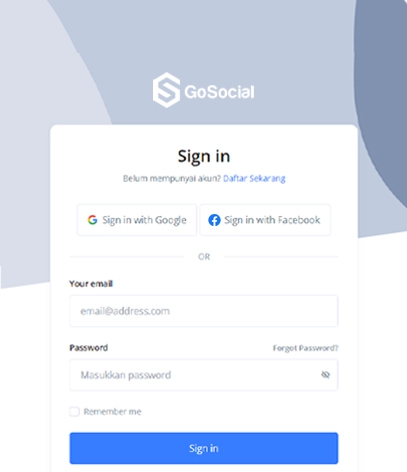 GoSocial
Sign in
Belum mempunyai akun? Daftar Sekarang
Sign in with Google
Sign in with Facebook
OR
Your email
email@address.com
Password
Forgot Password?
Masukkan password
Remember me
Sign in